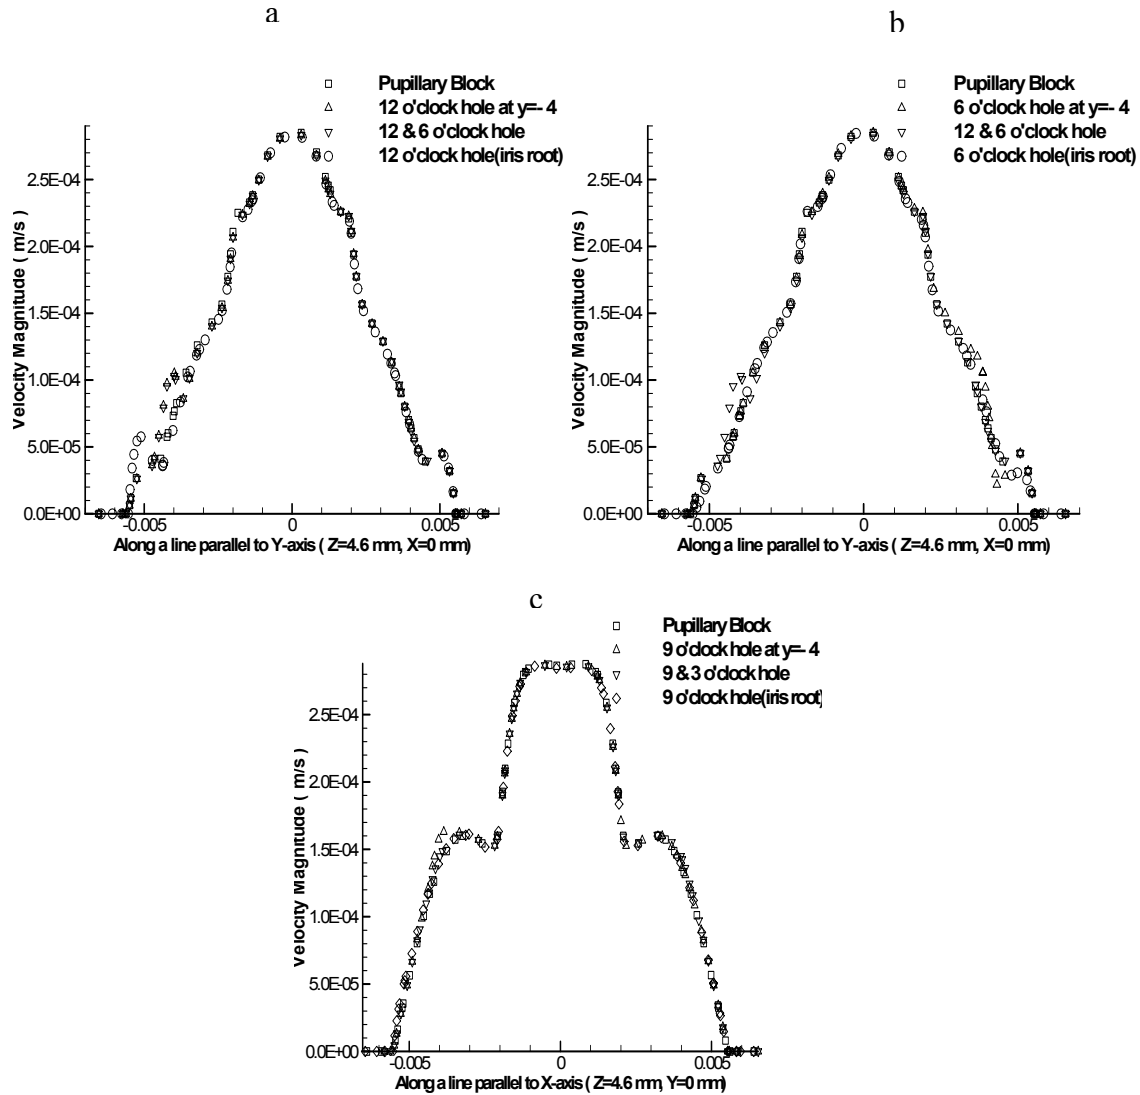 a
Pupillary Block
12 o'clock hole at y=- 4
12 & 6 o'clock hole
12 o'clock hole(iris root)
2.5E-04
2.0E-04
1.5E-04
1.0E-04
5.0E-05
0.0E+00
Velocity Magnitude ( m/s )
-0.005
0
0.005
Along a line parallel to Y-axis ( Z=4.6 mm, X=0 mm)
b
Pupillary Block
6 o'clock hole at y=- 4
12 & 6 o'clock hole
6 o'clock hole(iris root)
2.5E-04
2.0E-04
1.5E-04
1.0E-04
5.0E-05
0.0E+00
Velocity Magnitude ( m/s )
-0.005
0
0.005
Along a line parallel to Y-axis ( Z=4.6 mm, X=0 mm)
c
Pupillary Block
9 o'clock hole at y=- 4
9 & 3 o'clock hole
9 o'clock hole(iris root)
2.5E-04
2.0E-04
1.5E-04
1.0E-04
5.0E-05
0.0E+00
Velocity Magnitude ( m/s )
-0.005
0
0.005
Along a line parallel to X-axis ( Z=4.6 mm, Y=0 mm)